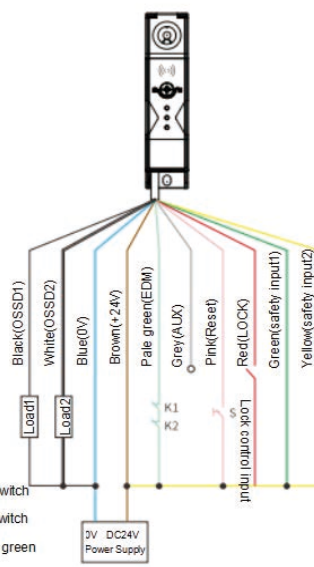 Black(OSSD1)
White(OSSD2)
Blue(0V)
Brown(+24V)
Pale green(EDM)
Grey(AUX)
Pink(Reset)
Red(LOCK)
Green(safety input1)
Yellow(safety input2)
Load1
Load2
K1
K2
S
Lock control input
witch
witch
green
0V DC24V
Power Supply